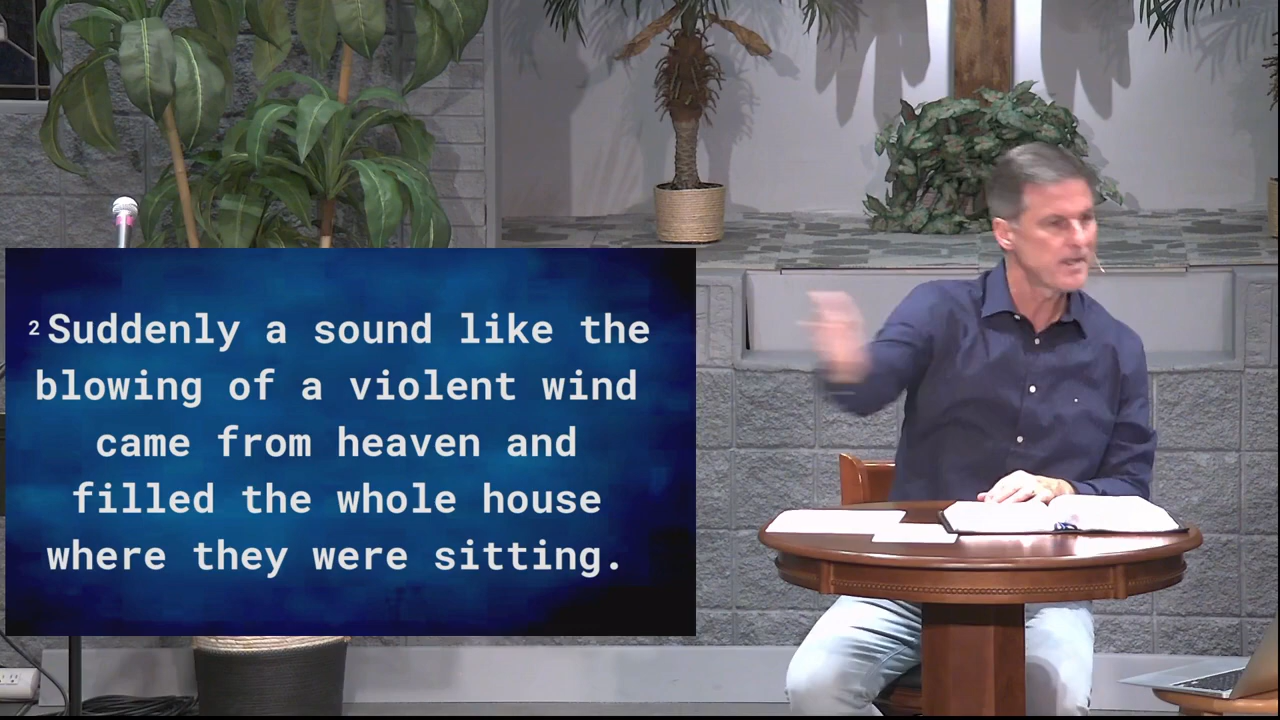 2 Suddenly a sound like the
blowing of a violent wind
came from heaven and
filled the whole house
where they were sitting.